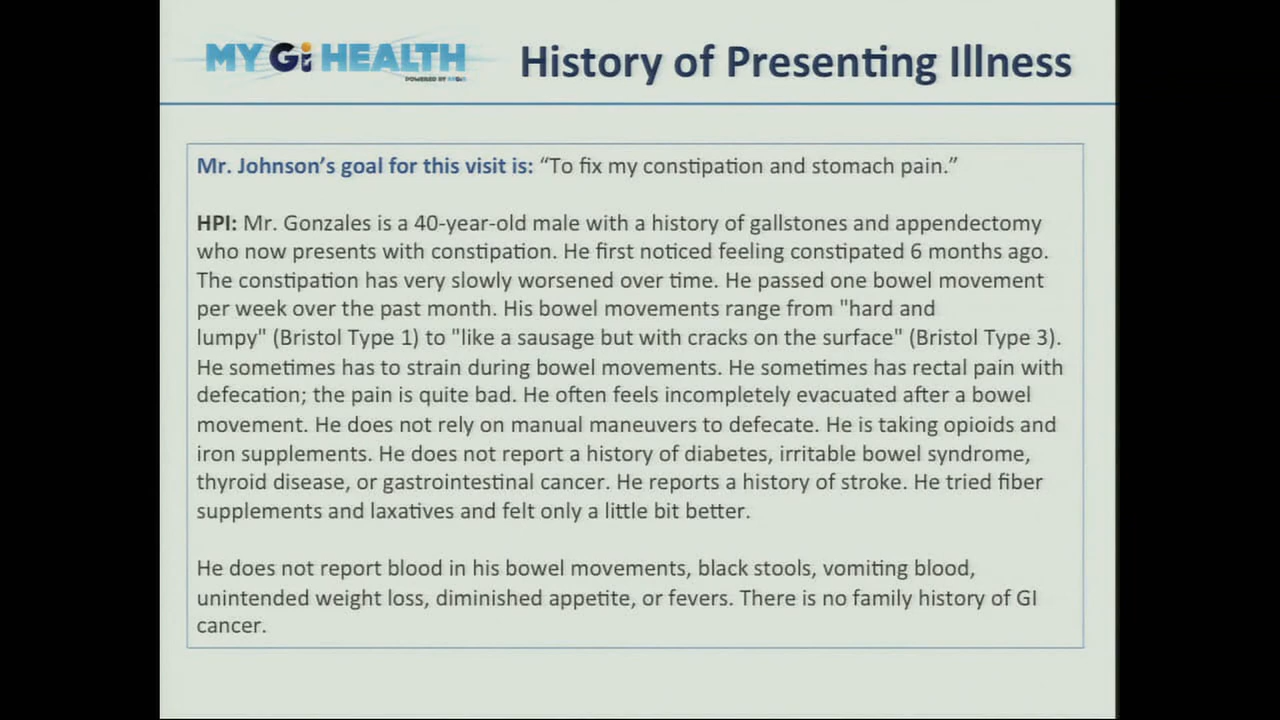 MY Gi HEALTH
POWERED BY
History of Presenting Illness
Mr. Johnson’s goal for this visit is: “To fix my constipation and stomach pain.”
HPI: Mr. Gonzales is a 40-year-old male with a history of gallstones and appendectomy
who now presents with constipation. He first noticed feeling constipated 6 months ago.
The constipation has very slowly worsened over time. He passed one bowel movement
per week over the past month. His bowel movements range from "hard and
lumpy" (Bristol Type 1) to "like a sausage but with cracks on the surface" (Bristol Type 3).
He sometimes has to strain during bowel movements. He sometimes has rectal pain with
defecation; the pain is quite bad. He often feels incompletely evacuated after a bowel
movement. He does not rely on manual maneuvers to defecate. He is taking opioids and
iron supplements. He does not report a history of diabetes, irritable bowel syndrome,
thyroid disease, or gastrointestinal cancer. He reports a history of stroke. He tried fiber
supplements and laxatives and felt only a little bit better.
He does not report blood in his bowel movements, black stools, vomiting blood,
unintended weight loss, diminished appetite, or fevers. There is no family history of GI
cancer.